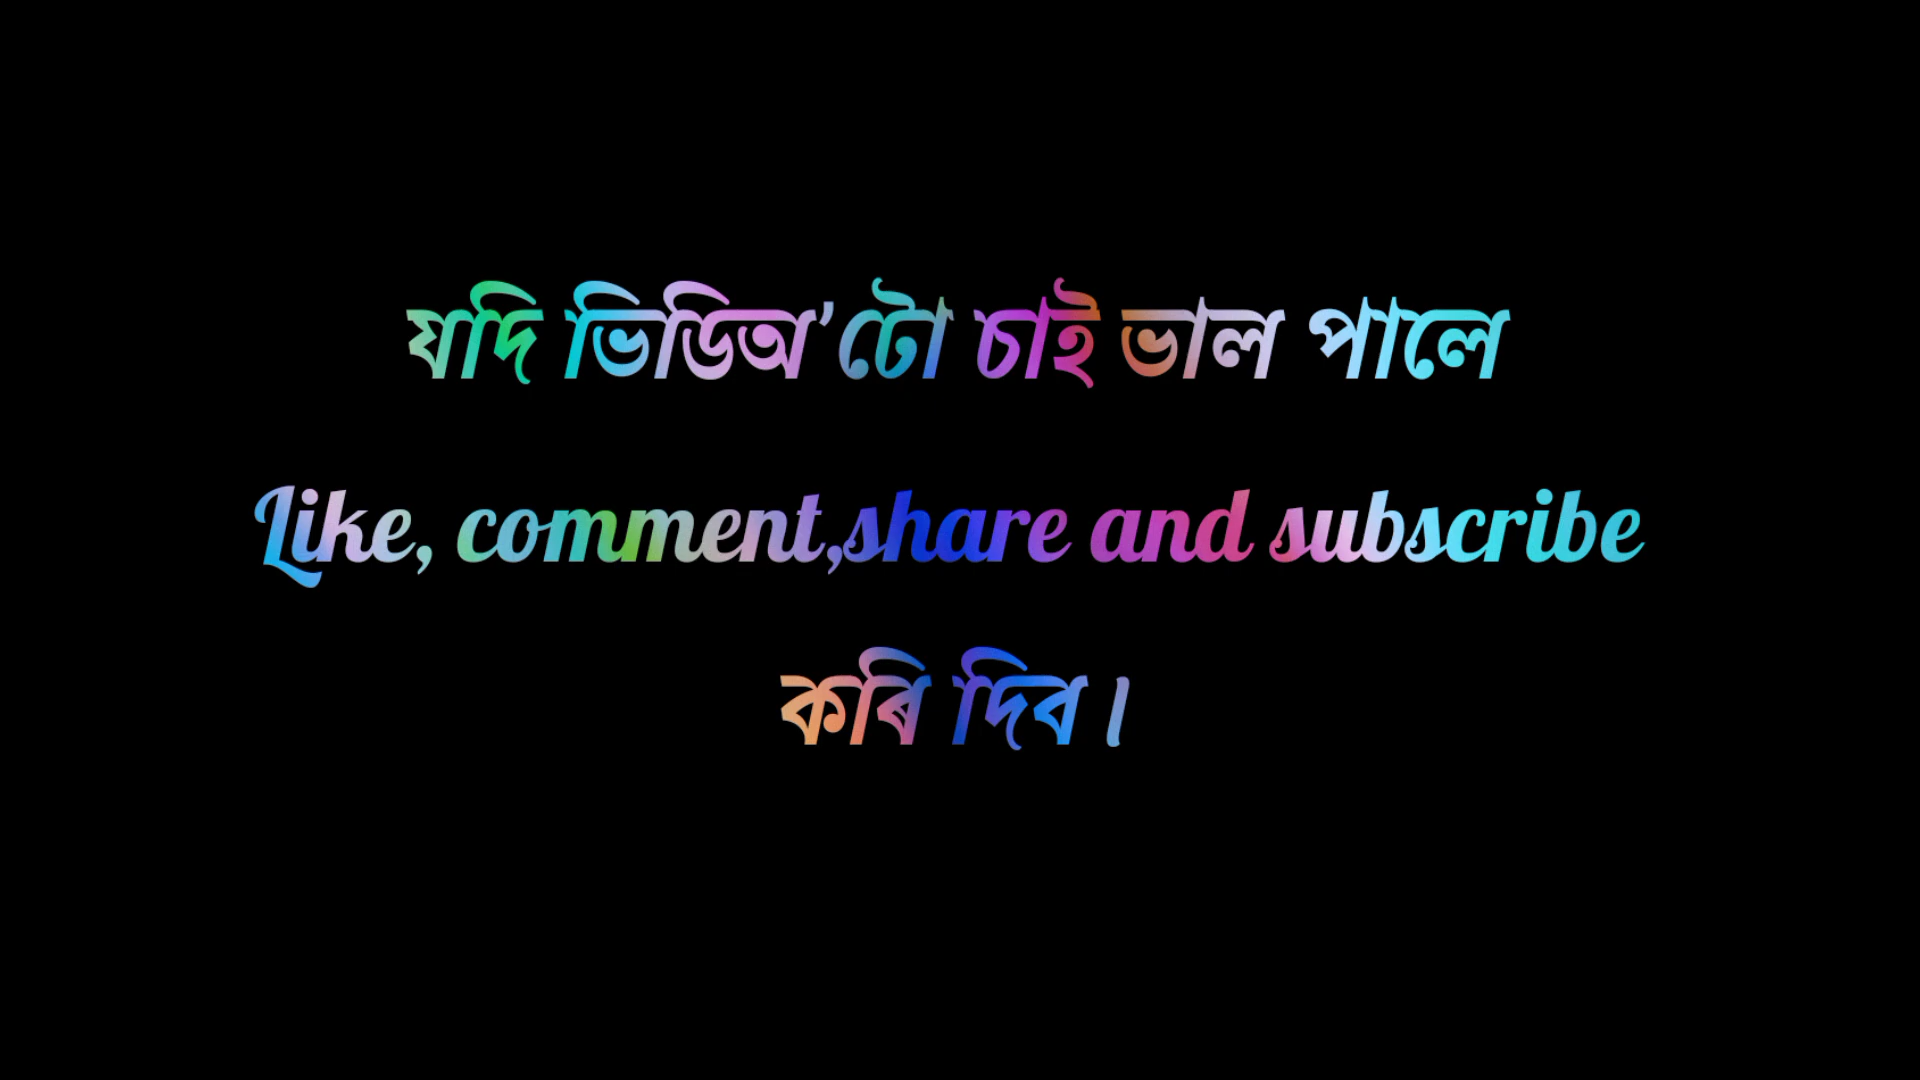 যদি ভিডিঅ'টো চাই ভাল পালে
Like, comment,share and subscribe
কৰি দিব।